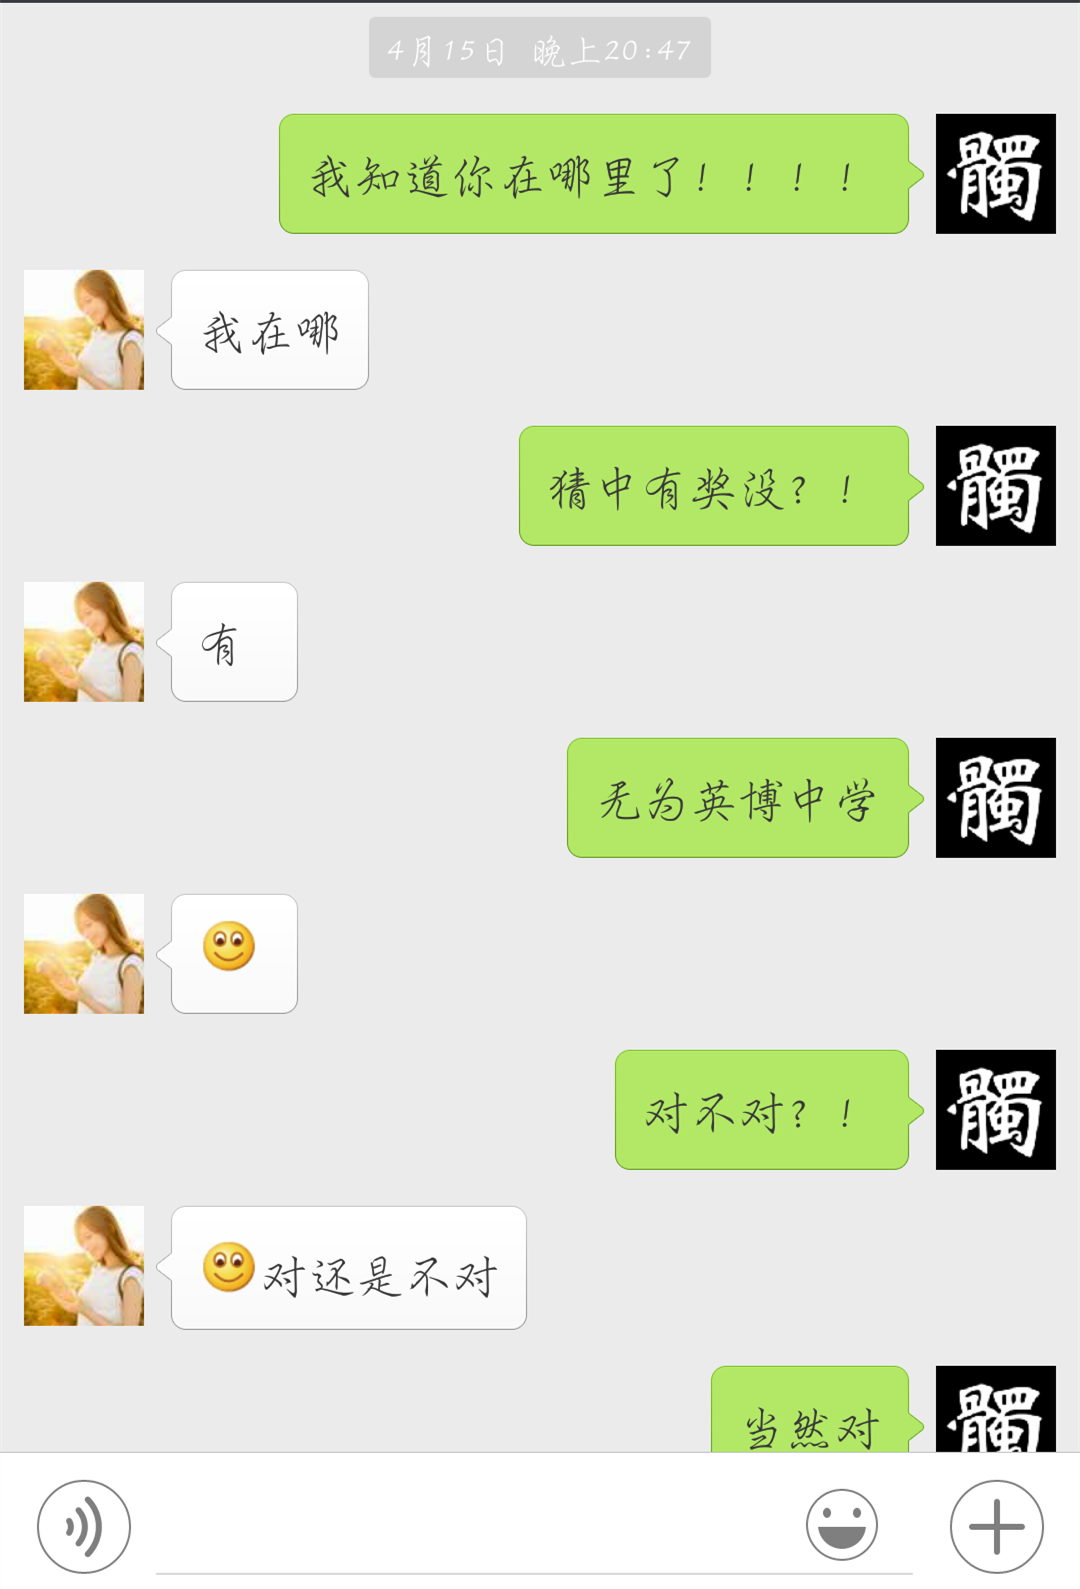 4月15日 晚上20:47
我知道你在哪里了！！！！
髑
我在哪
猜中有奖没？！
髑
有
无为英博中学
髑
对不对？！
髑
对还是不对
当然对
髑